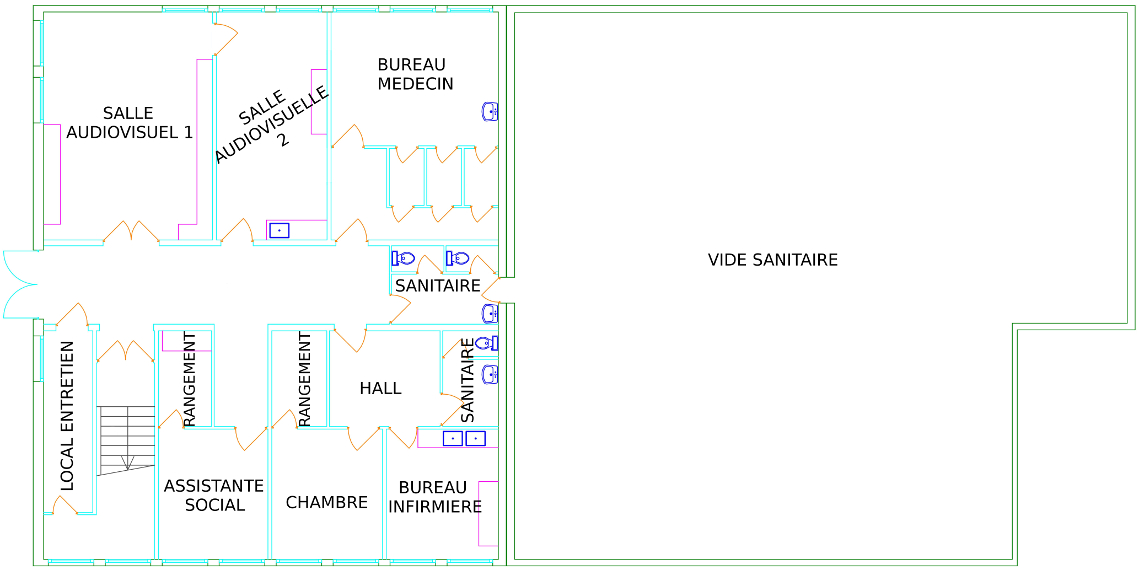 SALLE
AUDIOVISUEL 1
SALLE
AUDIOVISUELLE
2
BUREAU
MEDECIN
VIDE SANITAIRE
SANITAIRE
LOCAL ENTRETIEN
RANGEMENT
RANGEMENT
HALL
SANITAIRE
ASSISTANTE
SOCIAL
CHAMBRE
BUREAU
INFIRMIERE